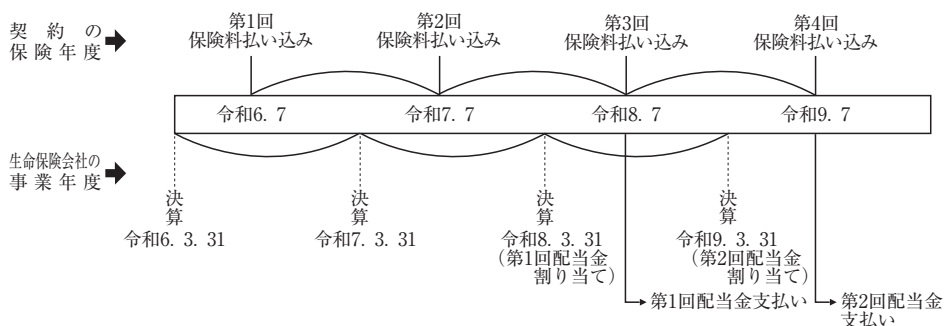 契約の
保険年度
第1回
保険料払い込み
第2回
保険料払い込み
第3回
保険料払い込み
第4回
保険料払い込み
令和6. 7
令和7. 7
令和8. 7
令和9. 7
生命保険会社の
事業年度
決算
令和6. 3. 31
決算
令和7. 3. 31
決算
令和8. 3. 31
(第1回配当金
割り当て)
決算
令和9. 3. 31
(第2回配当金
割り当て)
第1回配当金支払い
第2回配当金
支払い